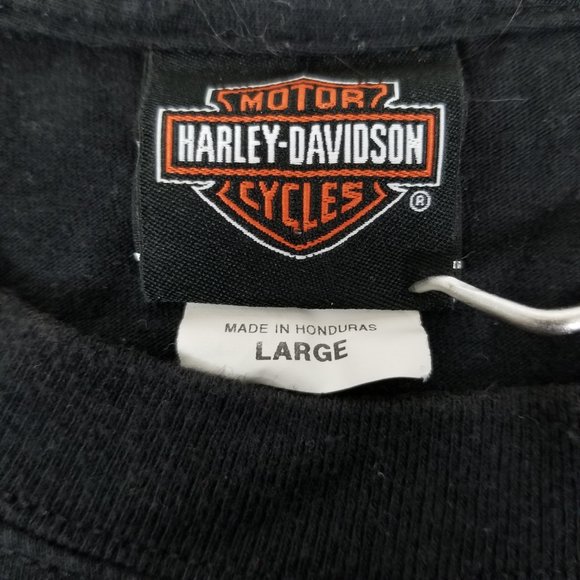 MOTOR
HARLEY-DAVIDSON
CYCLES
®
MADE IN HONDURAS
LARGE